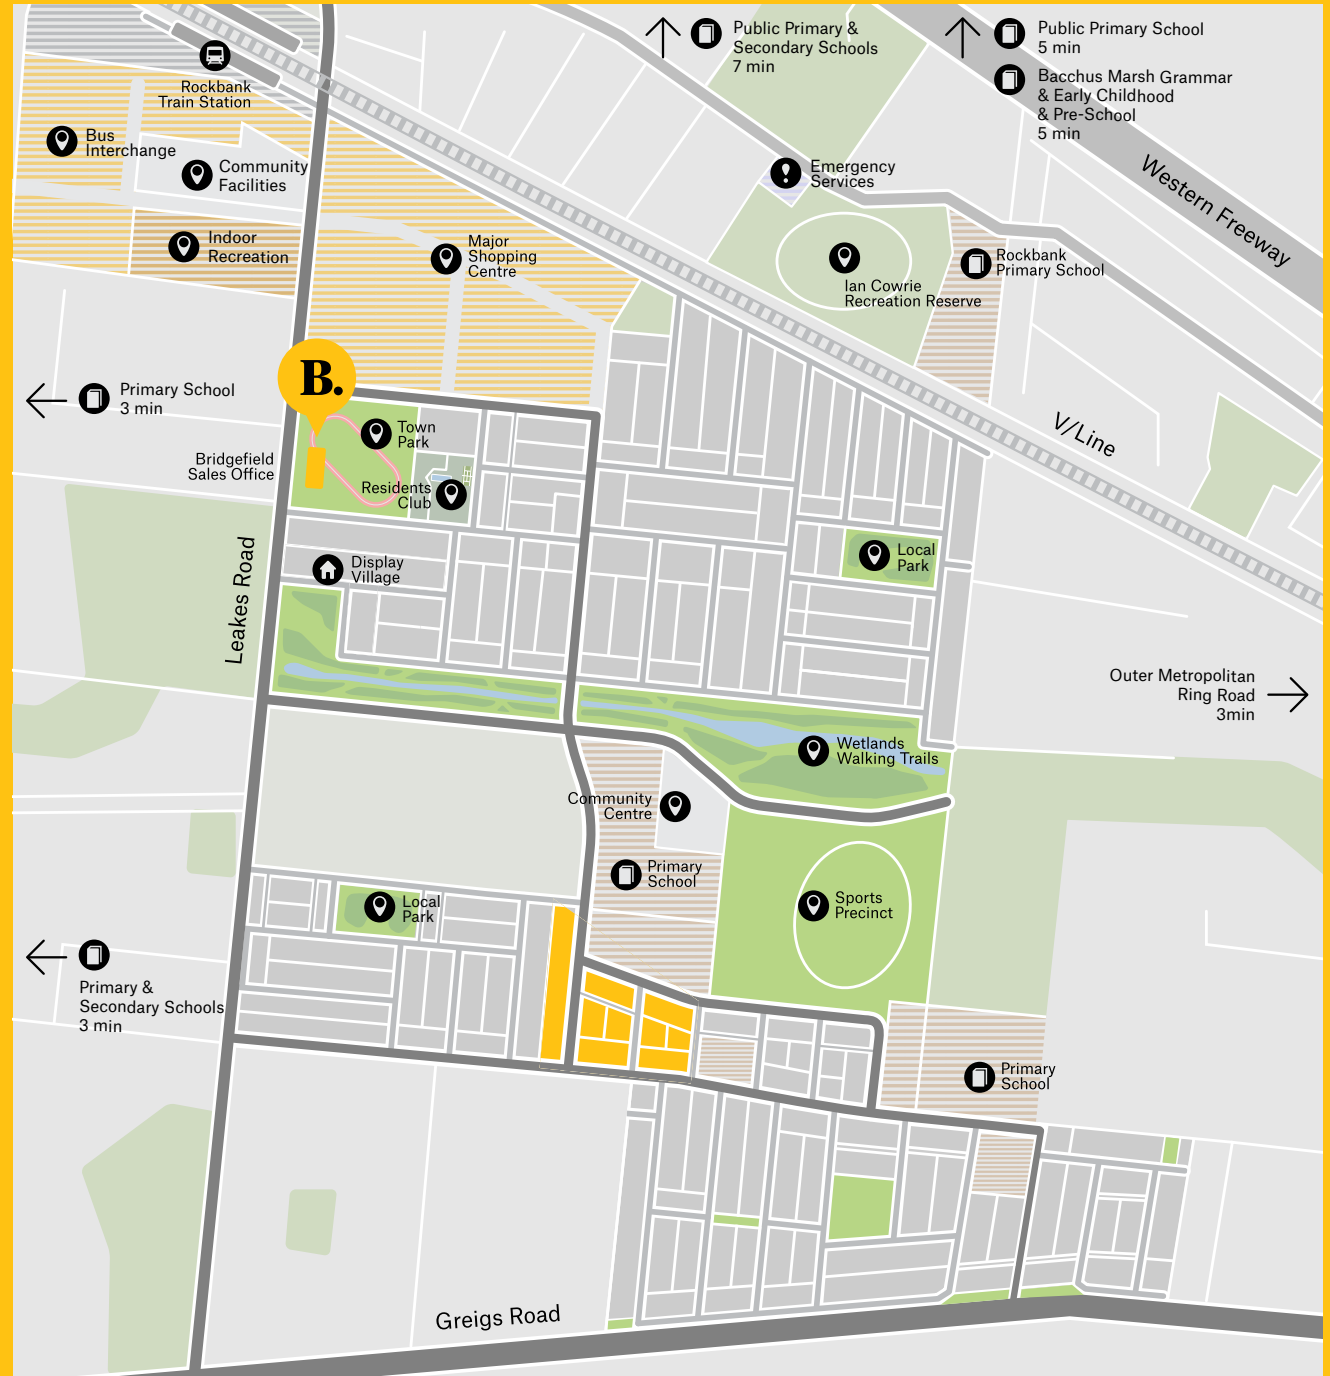 Public Primary &
Secondary Schools
7 min
Public Primary School
5 min
Bacchus Marsh Grammar
& Early Childhood
& Pre-School
5 min
Rockbank
Train Station
Bus
Interchange
Community
Facilities
Emergency
Services
Western Freeway
Indoor
Recreation
Major
Shopping
Centre
Rockbank
Primary School
Ian Cowrie
Recreation Reserve
B.
Primary School
3 min
Town
Park
V/Line
Bridgefield
Sales Office
Residents
Club
Leakes Road
Display
Village
Local
Park
Outer Metropolitan
Ring Road
3min
Wetlands
Walking Trails
Community
Centre
Primary
School
Local
Park
Sports
Precinct
Primary &
Secondary Schools
3 min
Primary
School
Greigs Road